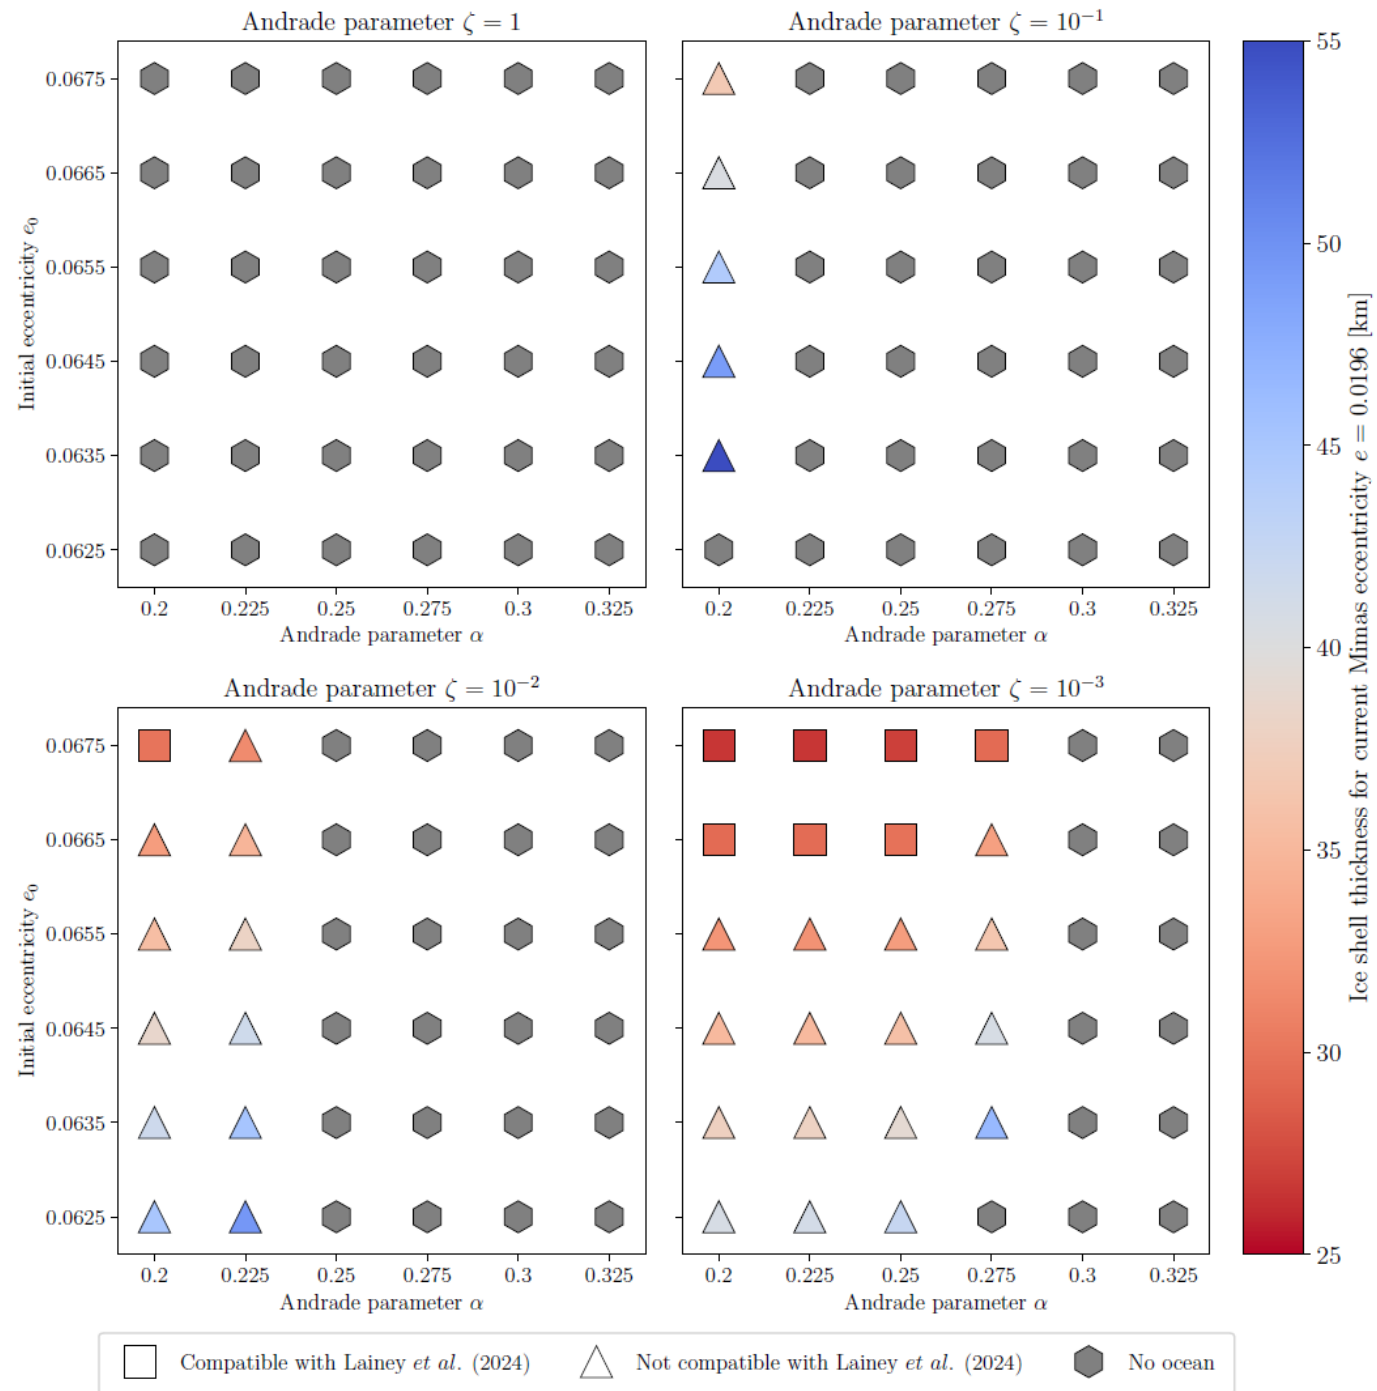 Andrade parameter ζ = 1
Andrade parameter ζ = 10⁻¹
0.0675
0.0665
0.0655
0.0645
0.0635
0.0625
Initial eccentricity e₀
0.2 0.225 0.25 0.275 0.3 0.325
Andrade parameter α
0.2 0.225 0.25 0.275 0.3 0.325
Andrade parameter α
Andrade parameter ζ = 10⁻²
Andrade parameter ζ = 10⁻³
0.0675
0.0665
0.0655
0.0645
0.0635
0.0625
Initial eccentricity e₀
0.2 0.225 0.25 0.275 0.3 0.325
Andrade parameter α
0.2 0.225 0.25 0.275 0.3 0.325
Andrade parameter α
55
50
45
40
35
30
25
Ice shell thickness for current Mimas eccentricity e = 0.0196 [km]
Compatible with Lainey et al. (2024) Not compatible with Lainey et al. (2024) No ocean